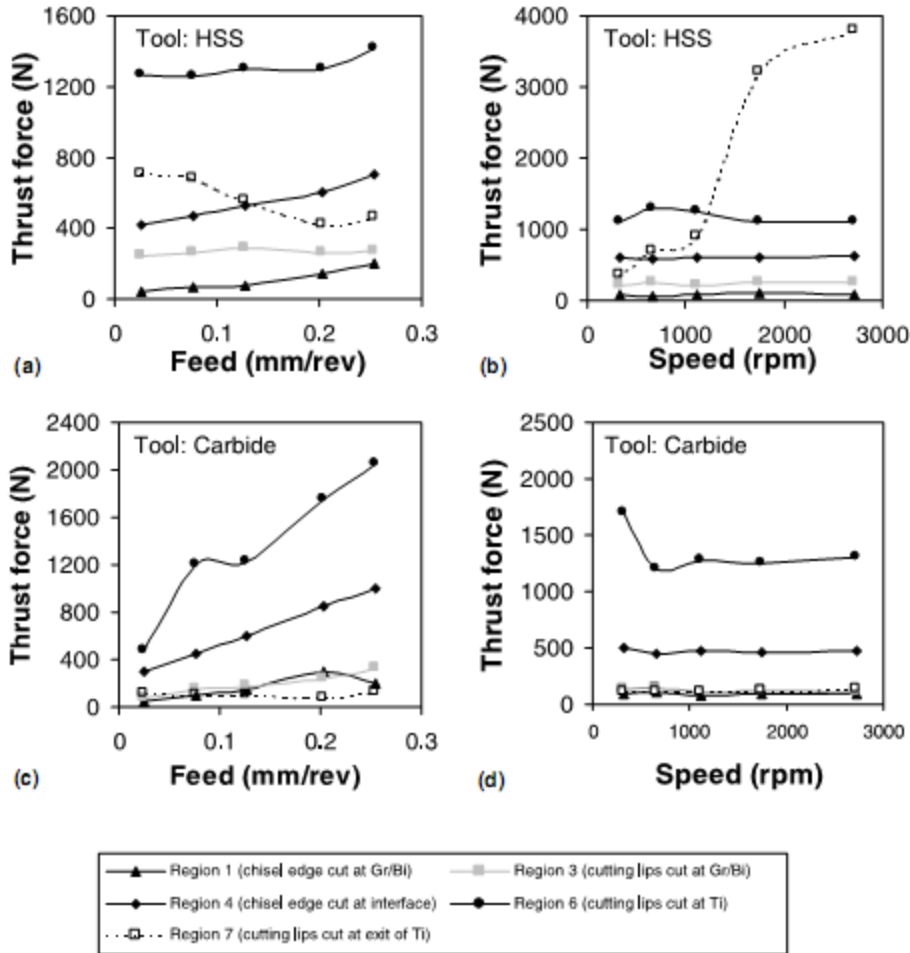 Tool: HSS
Thrust force (N)
1600
1200
800
400
0
0
0.1
0.2
0.3
Feed (mm/rev)
(a)
Tool: HSS
Thrust force (N)
4000
3000
2000
1000
0
0
1000
2000
3000
Speed (rpm)
(b)
Tool: Carbide
Thrust force (N)
2400
2000
1600
1200
800
400
0
0
0.1
0.2
0.3
Feed (mm/rev)
(c)
Tool: Carbide
Thrust force (N)
2500
2000
1500
1000
500
0
0
1000
2000
3000
Speed (rpm)
(d)
Region 1 (chisel edge cut at Gr/Bi)
Region 3 (cutting lips cut at Gr/Bi)
Region 4 (chisel edge cut at interface)
Region 6 (cutting lips cut at Ti)
Region 7 (cutting lips cut at exit of Ti)